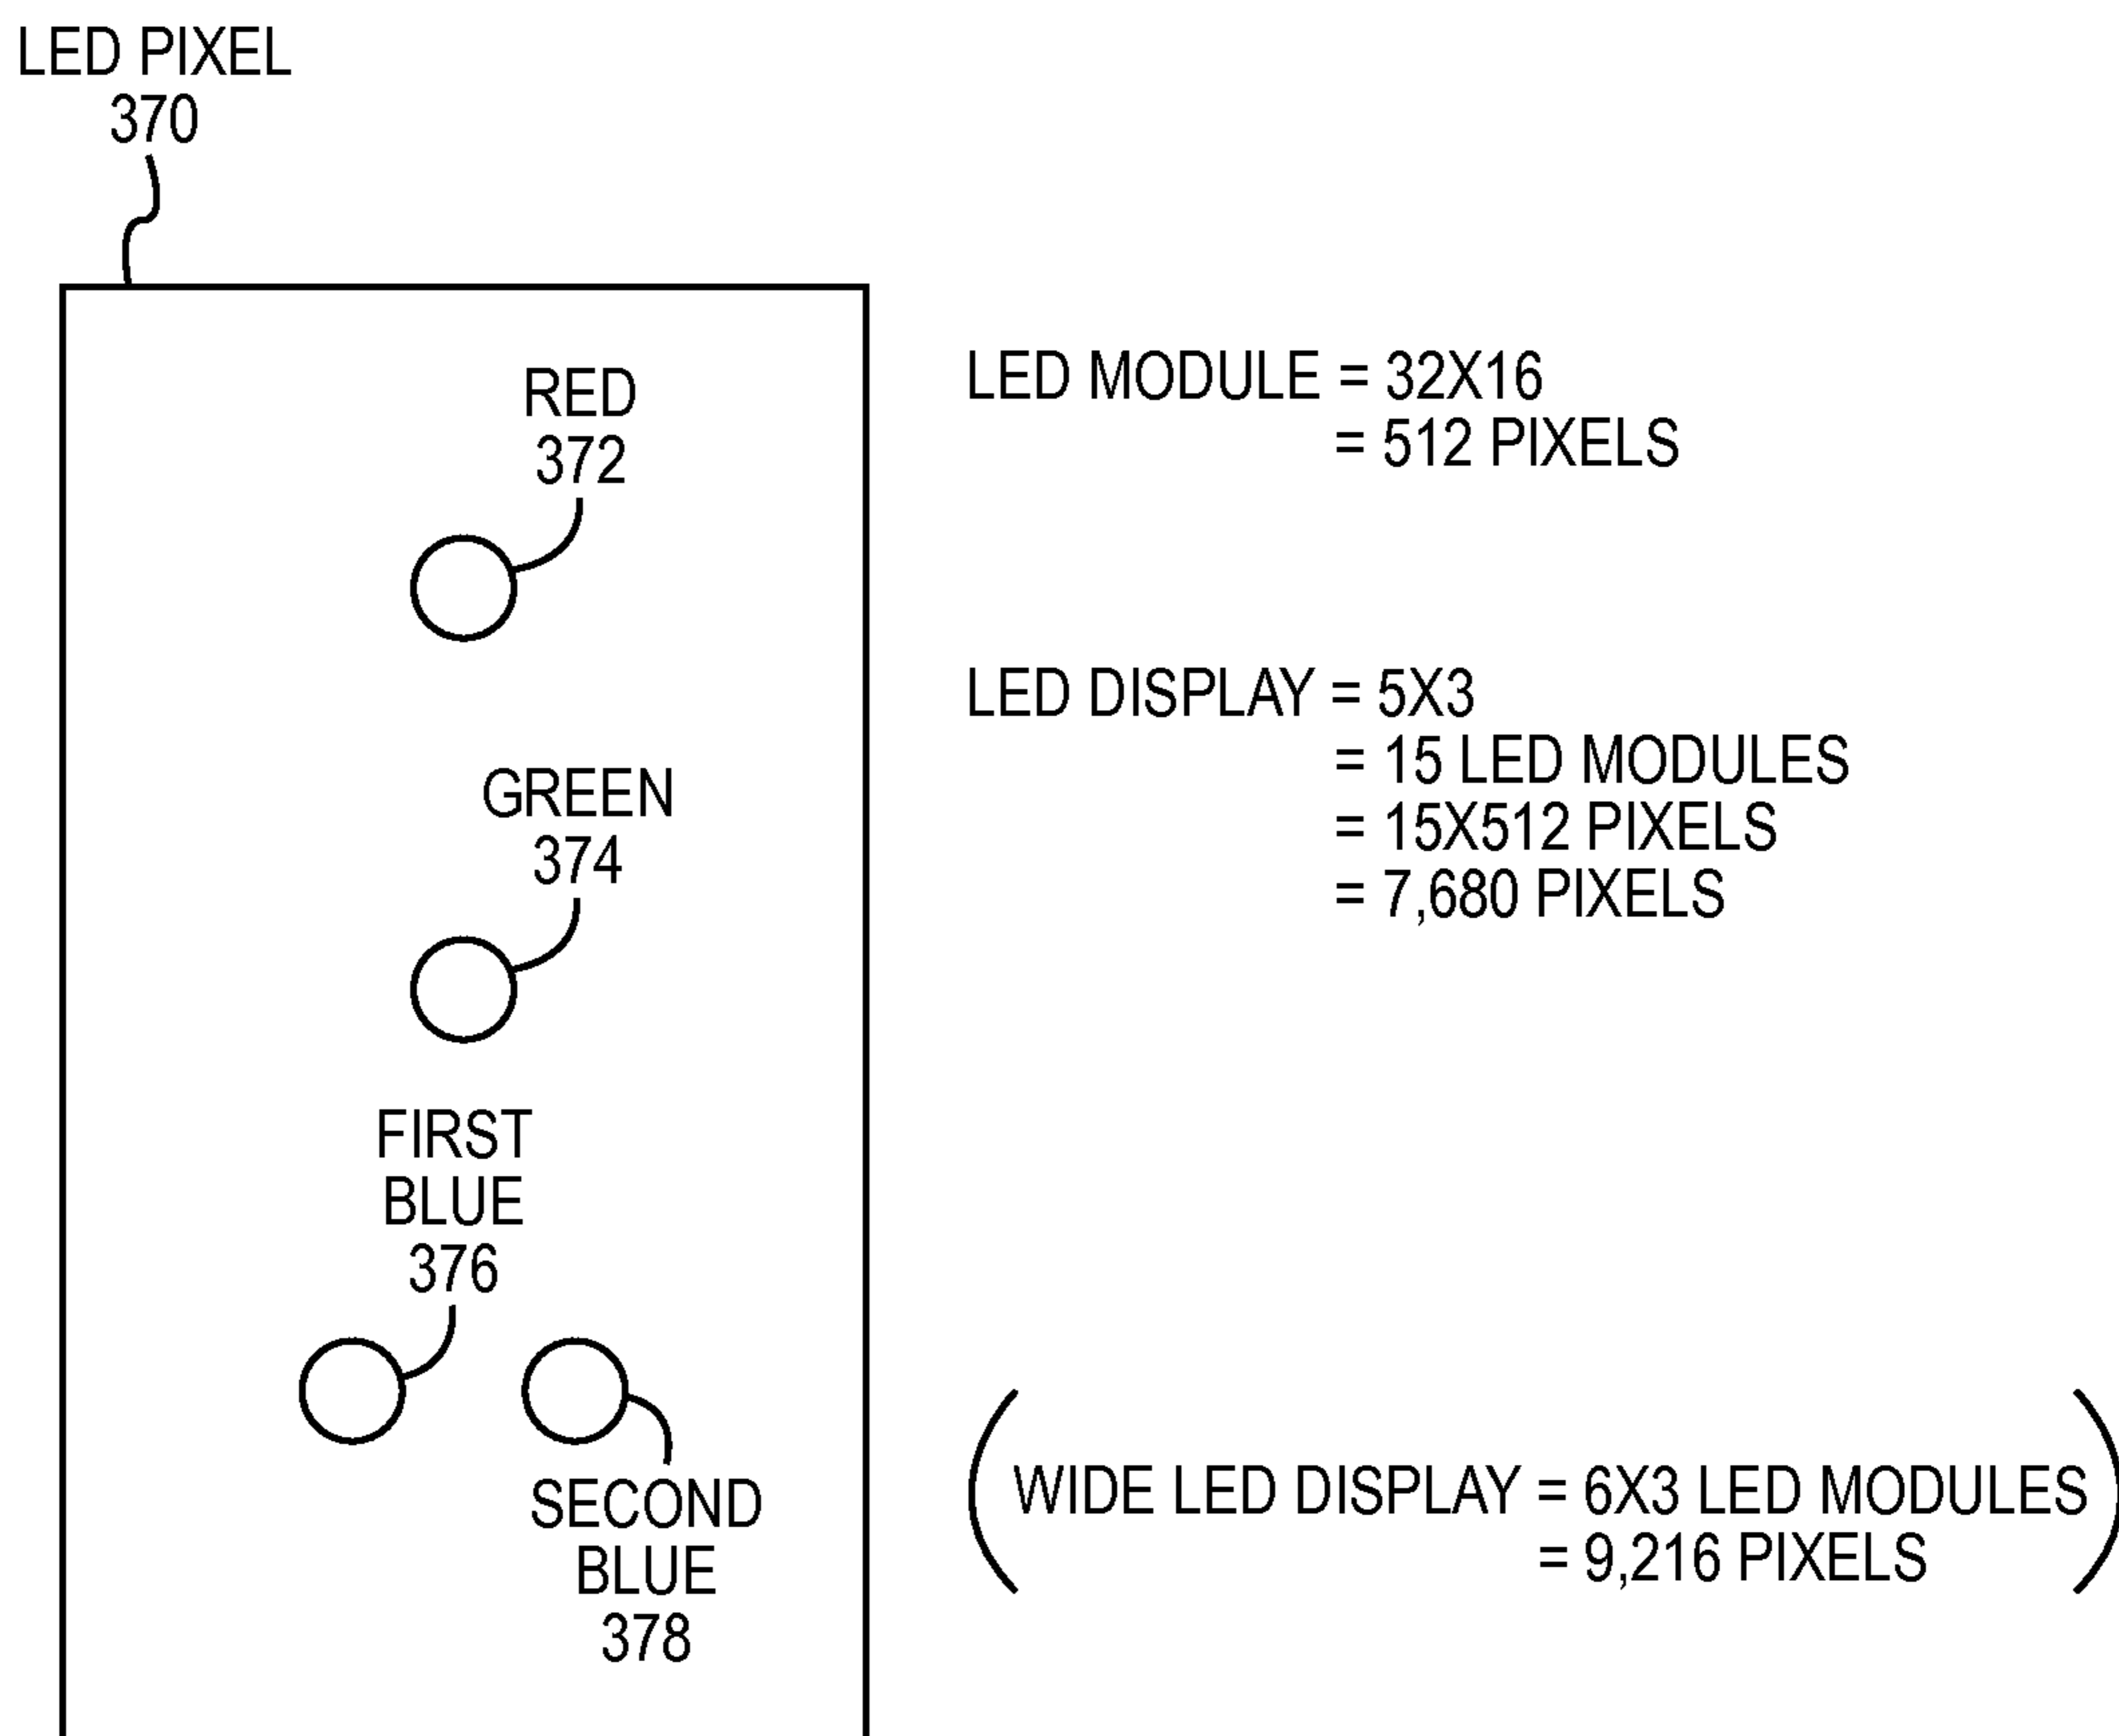 LED PIXEL
370
RED
372
GREEN
374
FIRST
BLUE
376
SECOND
BLUE
378
LED MODULE = 32X16
= 512 PIXELS
LED DISPLAY = 5X3
= 15 LED MODULES
= 15X512 PIXELS
= 7,680 PIXELS
(WIDE LED DISPLAY = 6X3 LED MODULES
= 9,216 PIXELS)